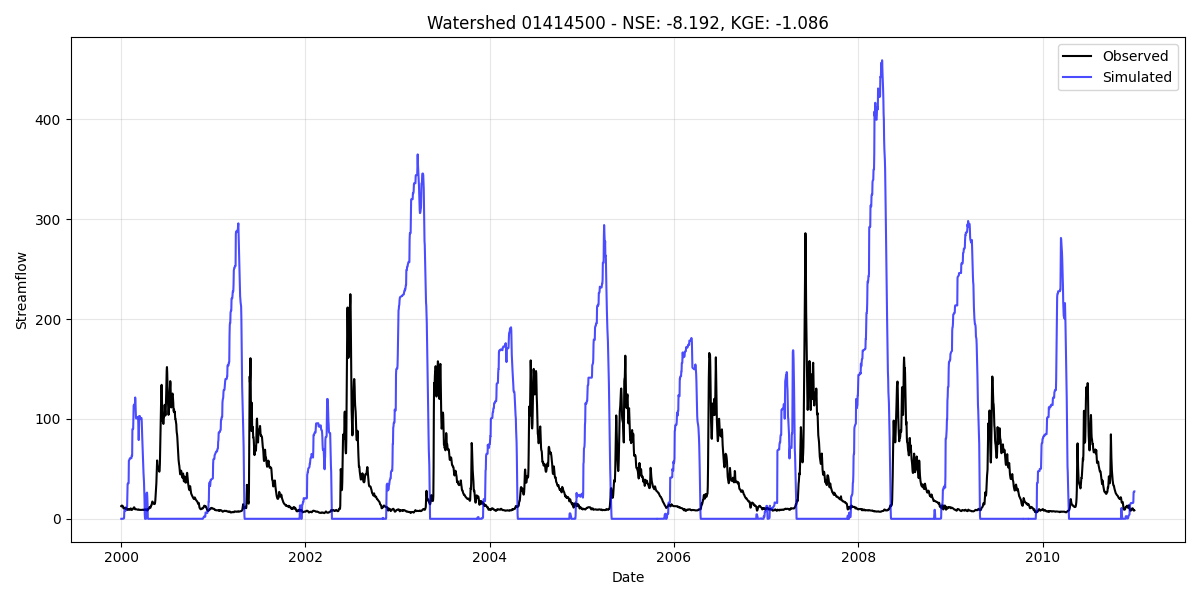 Watershed 01414500 - NSE: -8.192, KGE: -1.086
Observed
Simulated
Streamflow
400
300
200
100
0
2000
2002
2004
2006
2008
2010
Date